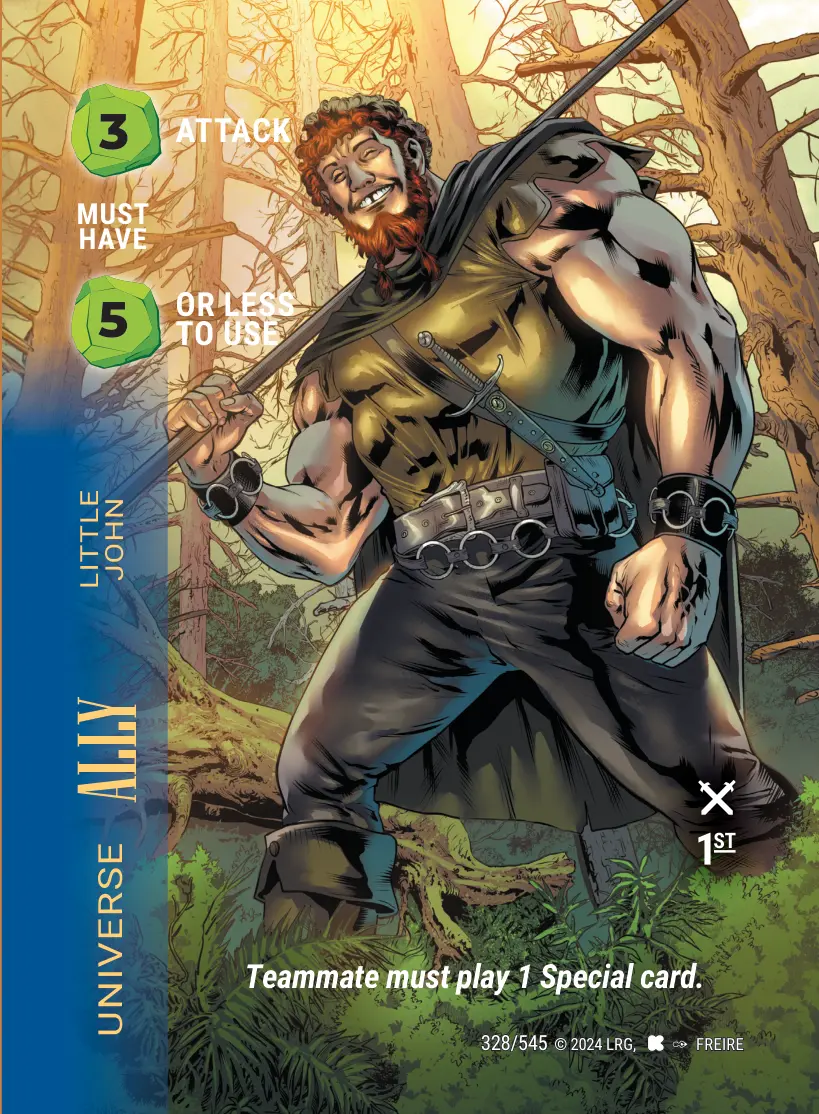 3 ATTACK
MUST
HAVE
5 OR LESS
TO USE
LITTLE
JOHN
ALLY
UNIVERSE
1ST
Teammate must play 1 Special card.
328/545 © 2024 LRG, FREIRE